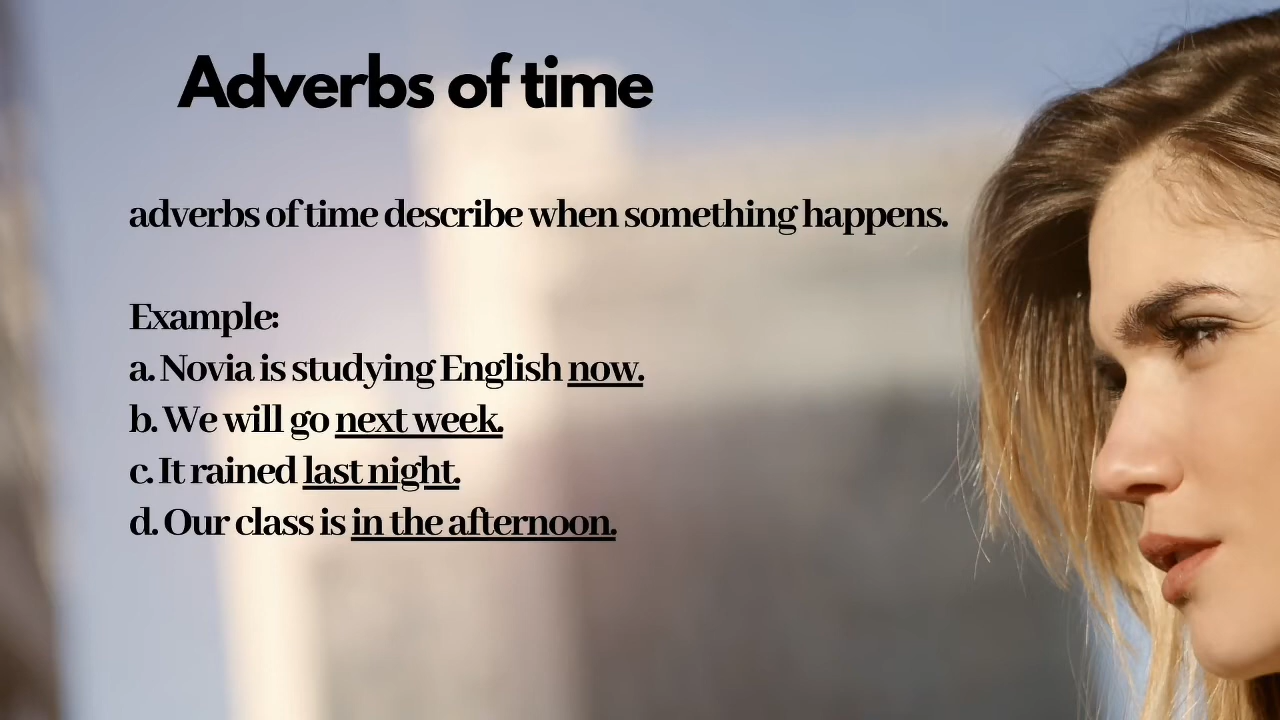 Adverbs of time
adverbs of time describe when something happens.
Example:
a. Novia is studying English now.
b. We will go next week.
c. It rained last night.
d. Our class is in the afternoon.